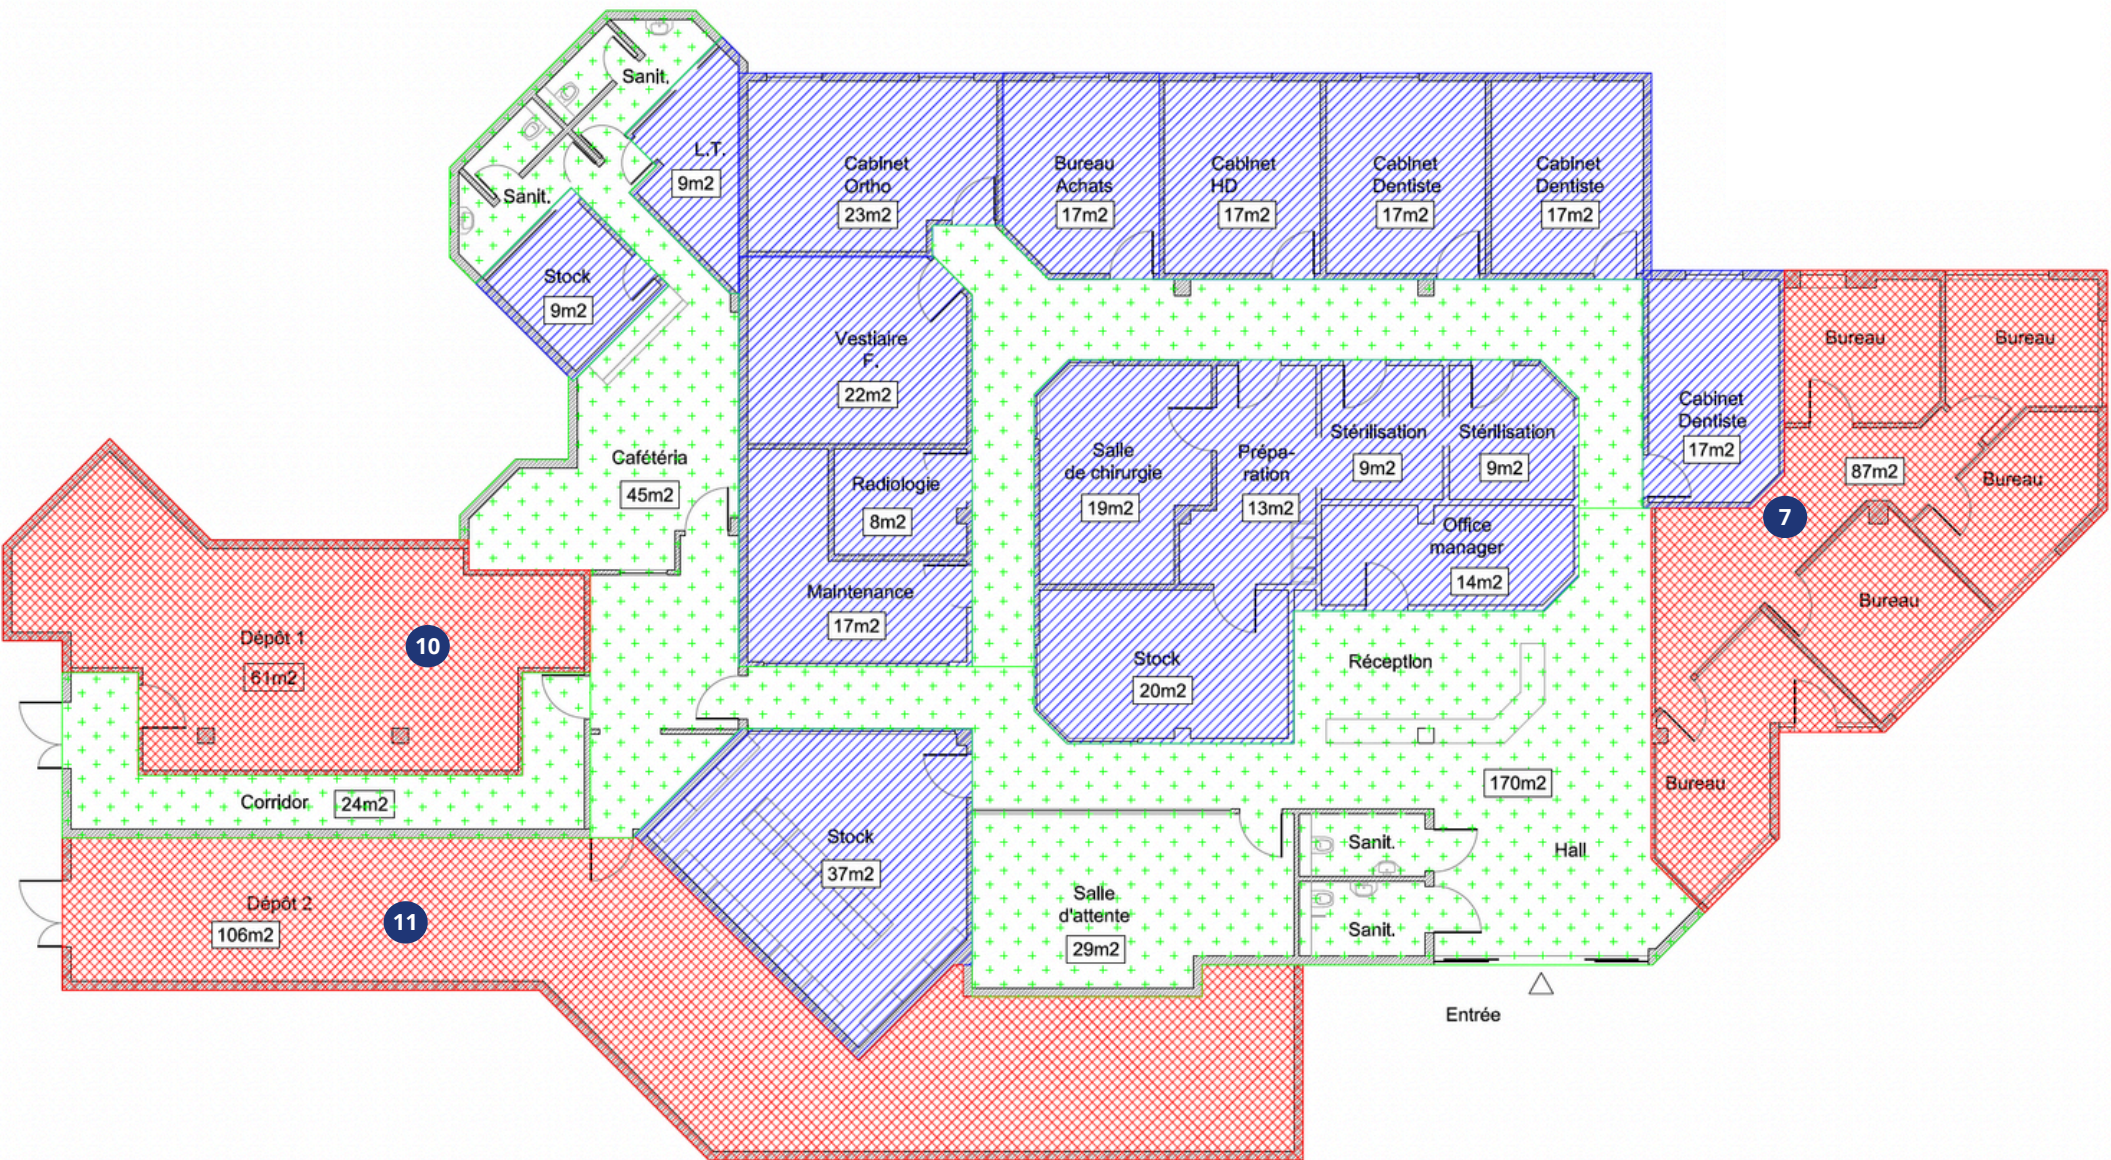 Sanit.
L.T.
9m2
Sanit.
Stock
9m2
Cabinet
Ortho
23m2
Bureau
Achats
17m2
Cabinet
HD
17m2
Cabinet
Dentiste
17m2
Cabinet
Dentiste
17m2
Vestiaire
F.
22m2
Cabinet
Dentiste
17m2
Bureau
Bureau
87m2
Bureau
7
Bureau
Bureau
Cafétéria
45m2
Radiologie
8m2
Maintenance
17m2
Salle
de chirurgie
19m2
Prépa-
ration
13m2
Stérilisation
9m2
Stérilisation
9m2
Office
manager
14m2
Stock
20m2
Réception
170m2
Dépôt 1
61m2
10
Corridor 24m2
Dépôt 2
106m2
11
Stock
37m2
Salle
d'attente
29m2
Sanit.
Sanit.
Hall
Entrée